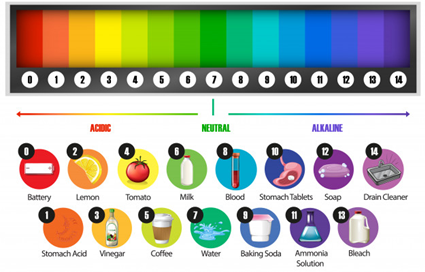 0 1 2 3 4 5 6 7 8 9 10 11 12 13 14
ACIDIC NEUTRAL ALKALINE
0 2 4 6 8 10 12 14
Battery Lemon Tomato Milk Blood Stomach Tablets Soap Drain Cleaner
1 3 5 7 9 11 13
Stomach Acid Vinegar Coffee Water Baking Soda Ammonia Bleach
Solution